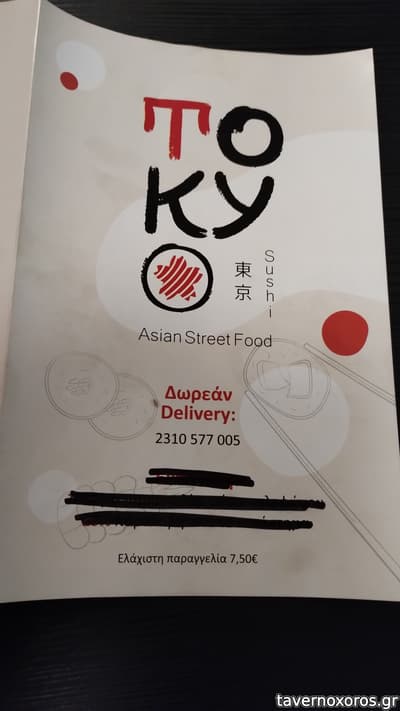 TO
KY
O
東京
Sushi
Asian Street Food
Δωρεάν
Delivery:
2310 577 005
Ελάχιστη παραγγελία 7,50€
tavernoxoros.gr